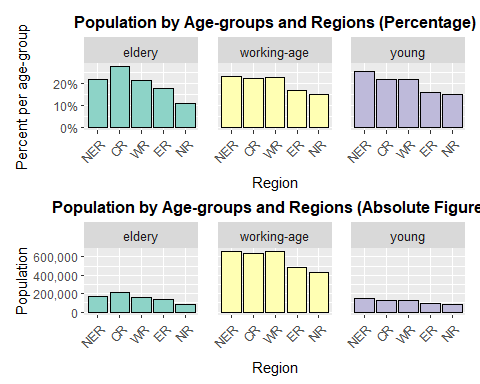 Population by Age-groups and Regions (Percentage)
Percent per age-group
eldery working-age young
20%
10%
0%
NER CR WR ER NR NER CR WR ER NR NER CR WR ER NR
Region
Population by Age-groups and Regions (Absolute Figure
Population
eldery working-age young
600,000
400,000
200,000
0
NER CR WR ER NR NER CR WR ER NR NER CR WR ER NR
Region